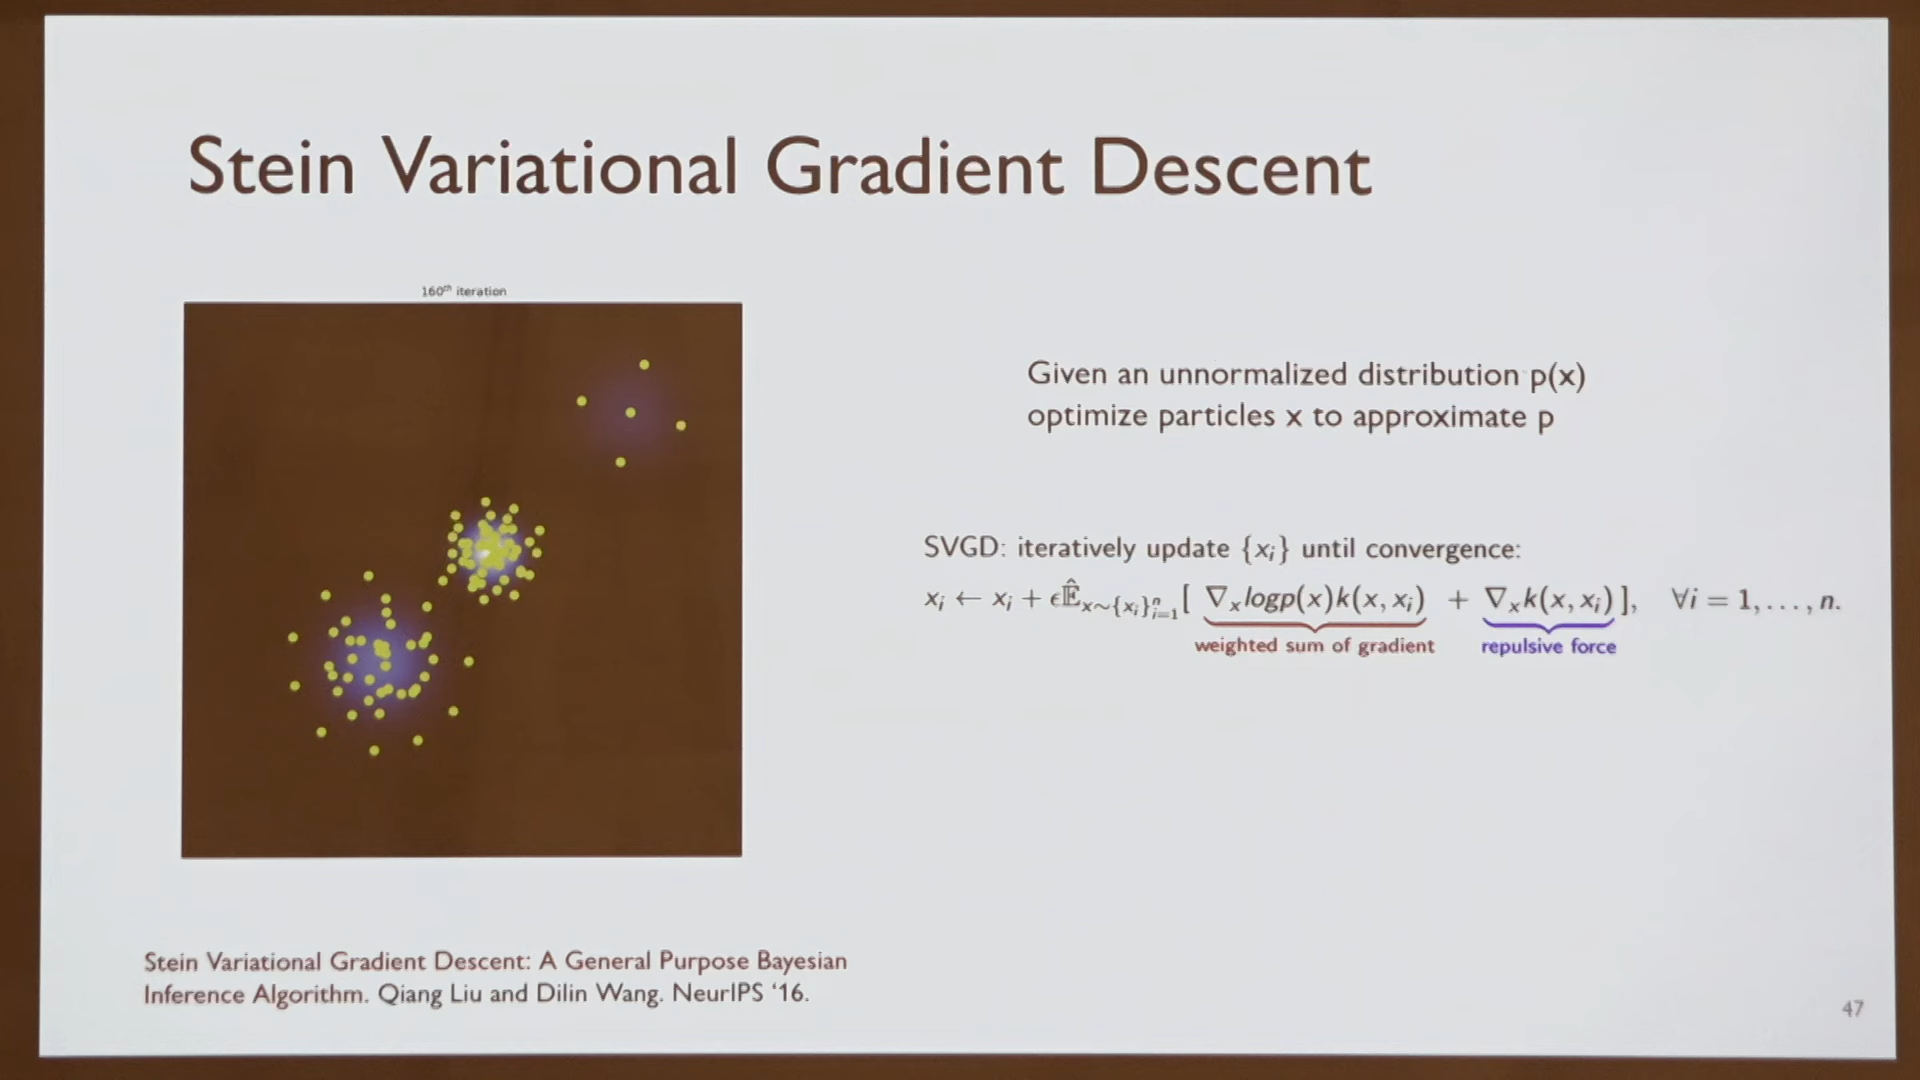 Stein Variational Gradient Descent
160th iteration
Given an unnormalized distribution p(x)
optimize particles x to approximate p
SVGD: iteratively update {xᵢ} until convergence:
xᵢ ← xᵢ + ϵÊ_{x∼{xᵢ}ⁿᵢ₌₁}[ ∇ₓlogp(x)k(x, xᵢ) + ∇ₓk(x, xᵢ) ], ∀i = 1, . . . , n.
weighted sum of gradient repulsive force
Stein Variational Gradient Descent: A General Purpose Bayesian
Inference Algorithm. Qiang Liu and Dilin Wang. NeurIPS ‘16.
47